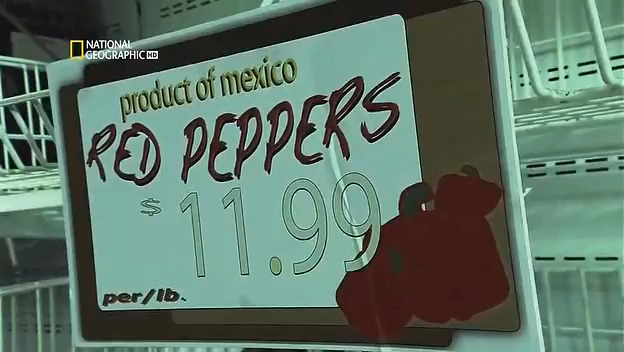 NATIONAL
GEOGRAPHIC HD
product of mexico
RED PEPPERS
$ 11.99
per/lb.